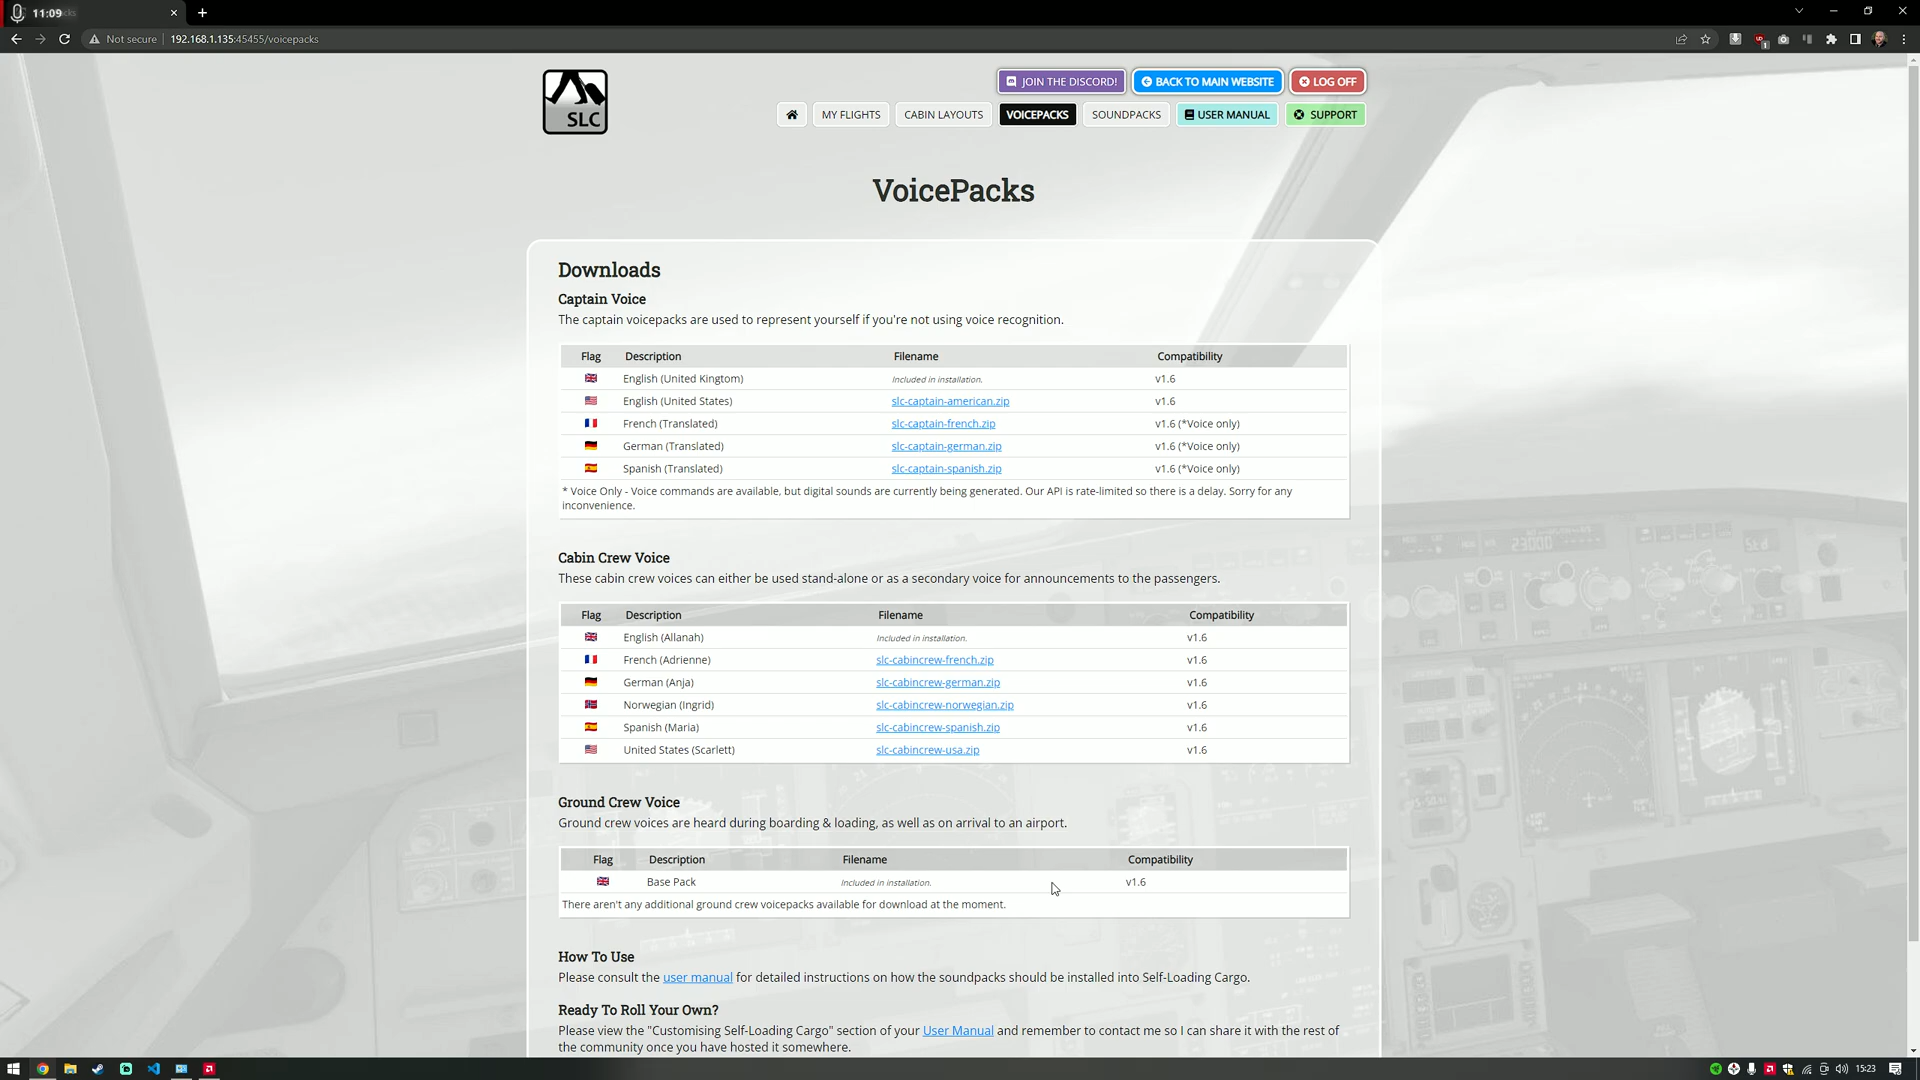 11:09
Not secure 192.168.1.135:45455/voicepacks
SLC
JOIN THE DISCORD! BACK TO MAIN WEBSITE LOG OFF
MY FLIGHTS CABIN LAYOUTS VOICEPACKS SOUNDPACKS USER MANUAL SUPPORT
VoicePacks
Downloads
Captain Voice
The captain voicepacks are used to represent yourself if you're not using voice recognition.
Flag Description Filename Compatibility
English (United Kingtom) Included in installation. v1.6
English (United States) slc-captain-american.zip v1.6
French (Translated) slc-captain-french.zip v1.6 (*Voice only)
German (Translated) slc-captain-german.zip v1.6 (*Voice only)
Spanish (Translated) slc-captain-spanish.zip v1.6 (*Voice only)
* Voice Only - Voice commands are available, but digital sounds are currently being generated. Our API is rate-limited so there is a delay. Sorry for any
inconvenience.
Cabin Crew Voice
These cabin crew voices can either be used stand-alone or as a secondary voice for announcements to the passengers.
Flag Description Filename Compatibility
English (Allanah) Included in installation. v1.6
French (Adrienne) slc-cabincrew-french.zip v1.6
German (Anja) slc-cabincrew-german.zip v1.6
Norwegian (Ingrid) slc-cabincrew-norwegian.zip v1.6
Spanish (Maria) slc-cabincrew-spanish.zip v1.6
United States (Scarlett) slc-cabincrew-usa.zip v1.6
Ground Crew Voice
Ground crew voices are heard during boarding & loading, as well as on arrival to an airport.
Flag Description Filename Compatibility
Base Pack Included in installation. v1.6
There aren't any additional ground crew voicepacks available for download at the moment.
How To Use
Please consult the user manual for detailed instructions on how the soundpacks should be installed into Self-Loading Cargo.
Ready To Roll Your Own?
Please view the "Customising Self-Loading Cargo" section of your User Manual and remember to contact me so I can share it with the rest of
the community once you have hosted it somewhere.
15:23